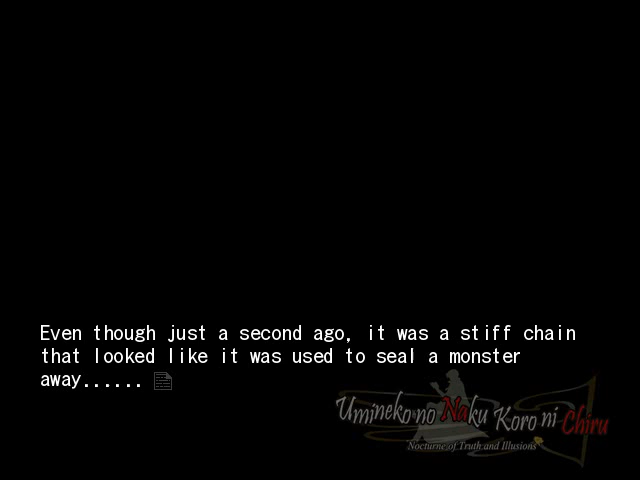 Even though just a second ago, it was a stiff chain
that looked like it was used to seal a monster
away......
Umineko no Naku Koro ni Chiru
Nocturne of Truth and Illusions